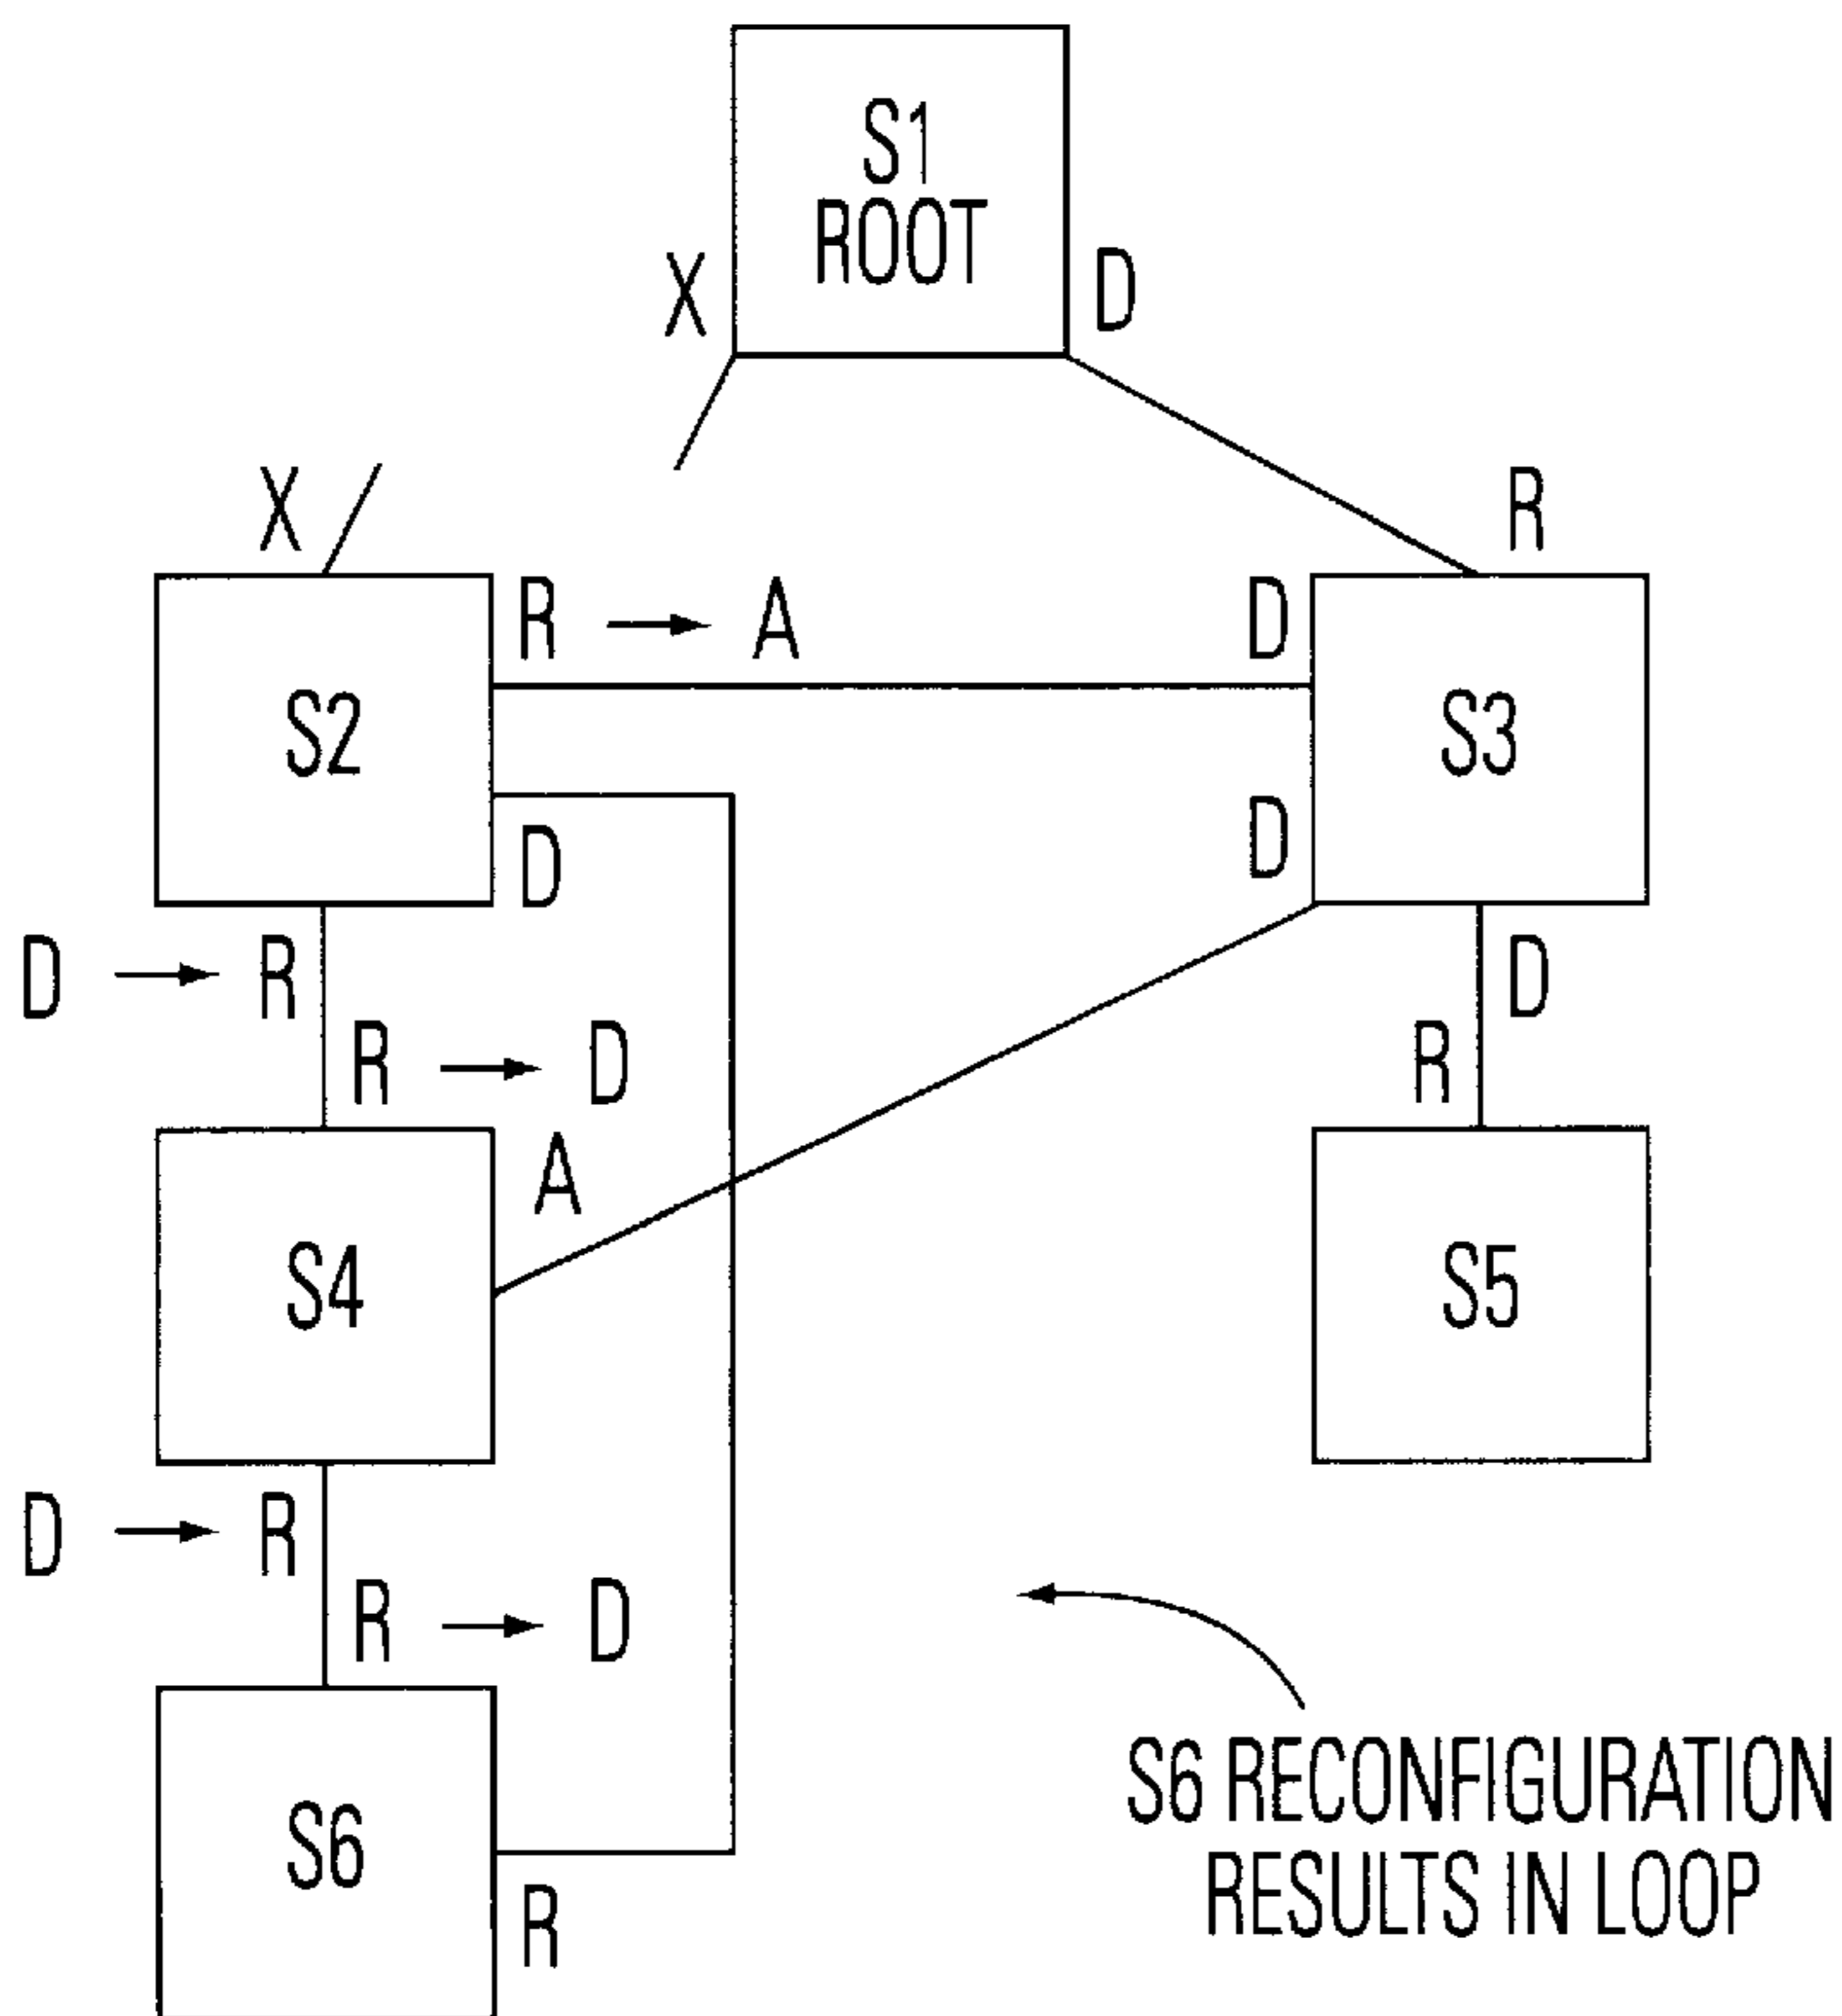 S1
ROOT
X
D
X
R
R → A
D
S2
S3
D
D
D → R
D
R → D
R
A
S4
S5
D → R
R → D
S6 RECONFIGURATION
RESULTS IN LOOP
S6
R